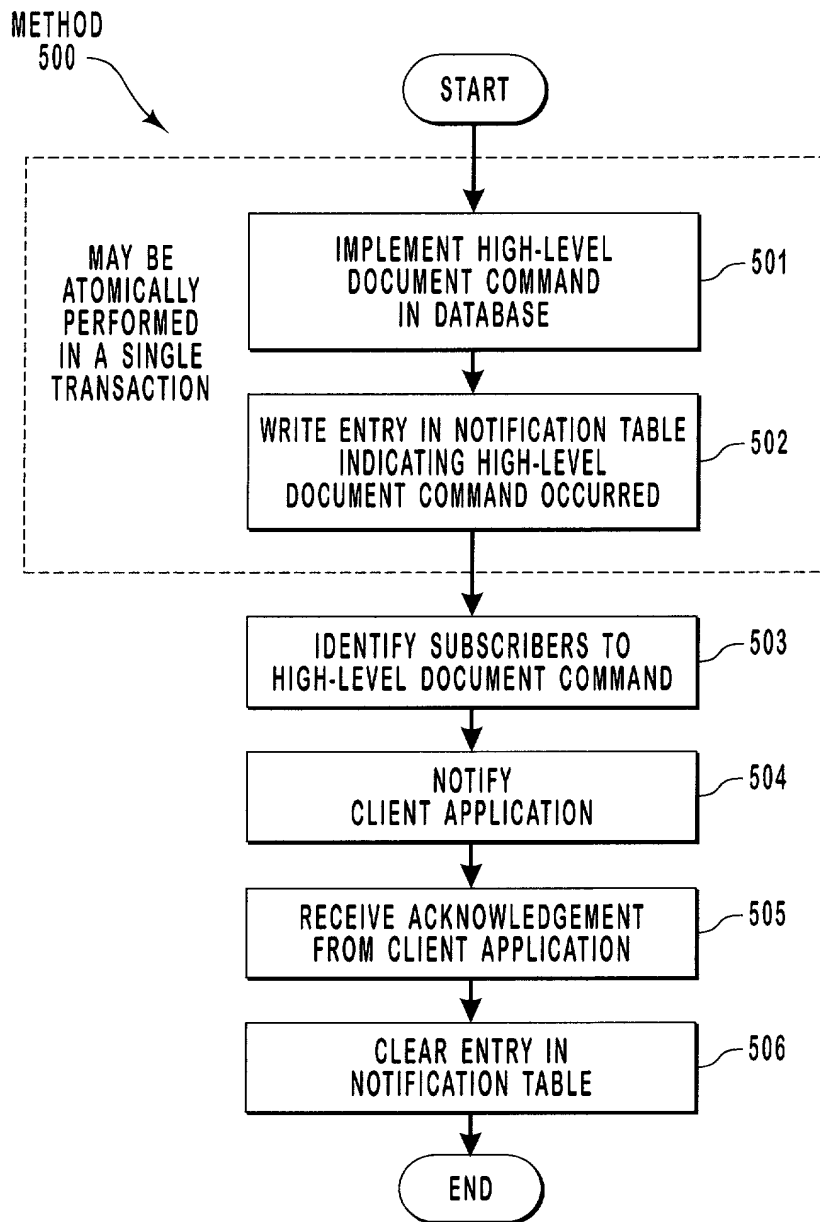 METHOD
500
START
MAY BE
ATOMICALLY
PERFORMED
IN A SINGLE
TRANSACTION
IMPLEMENT HIGH-LEVEL
DOCUMENT COMMAND
IN DATABASE
501
WRITE ENTRY IN NOTIFICATION TABLE
INDICATING HIGH-LEVEL
DOCUMENT COMMAND OCCURRED
502
IDENTIFY SUBSCRIBERS TO
HIGH-LEVEL DOCUMENT COMMAND
503
NOTIFY
CLIENT APPLICATION
504
RECEIVE ACKNOWLEDGEMENT
FROM CLIENT APPLICATION
505
CLEAR ENTRY IN
NOTIFICATION TABLE
506
END